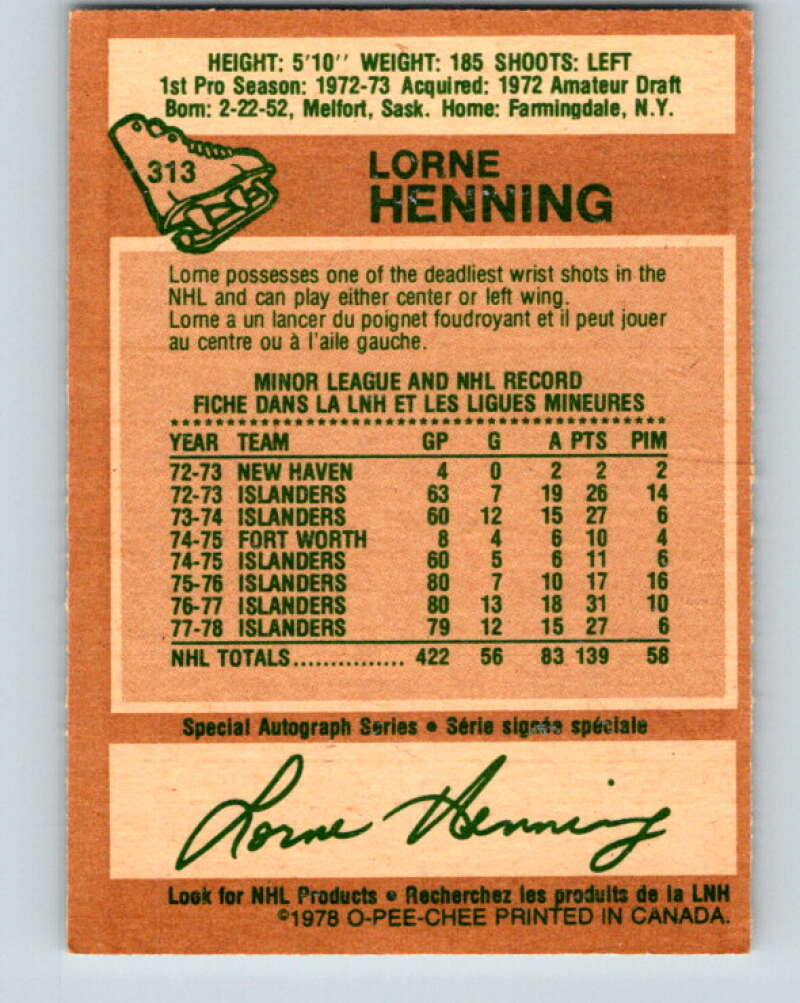 HEIGHT: 5'10'' WEIGHT: 185 SHOOTS: LEFT
1st Pro Season: 1972-73 Acquired: 1972 Amateur Draft
Born: 2-22-52, Melfort, Sask. Home: Farmingdale, N.Y.
313
LORNE
HENNING
Lorne possesses one of the deadliest wrist shots in the
NHL and can play either center or left wing.
Lorne a un lancer du poignet foudroyant et il peut jouer
au centre ou à l'aile gauche.
MINOR LEAGUE AND NHL RECORD
FICHE DANS LA LNH ET LES LIGUES MINEURES
YEAR TEAM GP G A PTS PIM
72-73 NEW HAVEN 4 0 2 2 2
72-73 ISLANDERS 63 7 19 26 14
73-74 ISLANDERS 60 12 15 27 6
74-75 FORT WORTH 8 4 6 10 4
74-75 ISLANDERS 60 5 6 11 6
75-76 ISLANDERS 80 7 10 17 16
76-77 ISLANDERS 80 13 18 31 10
77-78 ISLANDERS 79 12 15 27 6
NHL TOTALS............... 422 56 83 139 58
Special Autograph Series • Série signée spéciale
Lorne Henning
Look for NHL Products • Recherchez les produits de la LNH
©1978 O-PEE-CHEE PRINTED IN CANADA.